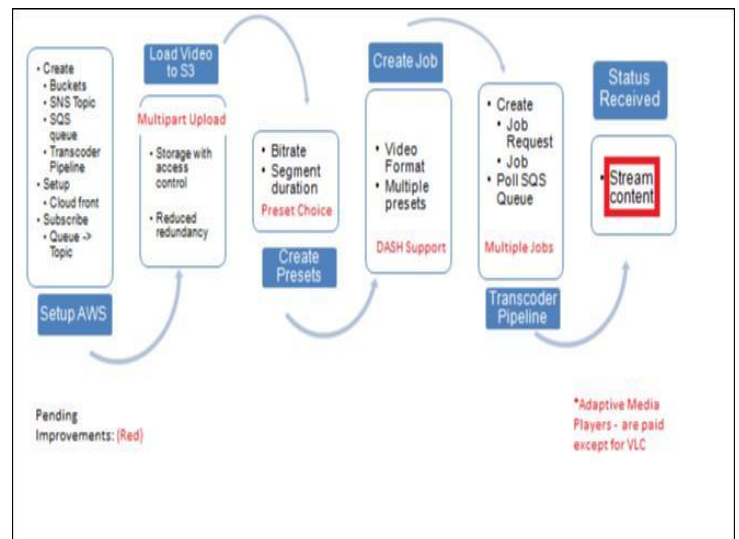 • Create
• Buckets
• SNS Topic
• SQS
queue
• Transcoder
Pipeline
• Setup
• Cloud front
• Subscribe
• Queue ->
Topic
Setup AWS
Load Video
to S3
Multipart Upload
• Storage with
access
control
• Reduced
redundancy
• Bitrate
• Segment
duration
Preset Choice
Create
Presets
Create Job
• Video
Format
• Multiple
presets
DASH Support
• Create
• Job
Request
• Job
• Poll SQS
Queue
Multiple Jobs
Transcoder
Pipeline
Status
Received
• Stream
content
Pending
Improvements: (Red)
*Adaptive Media
Players - are paid
except for VLC